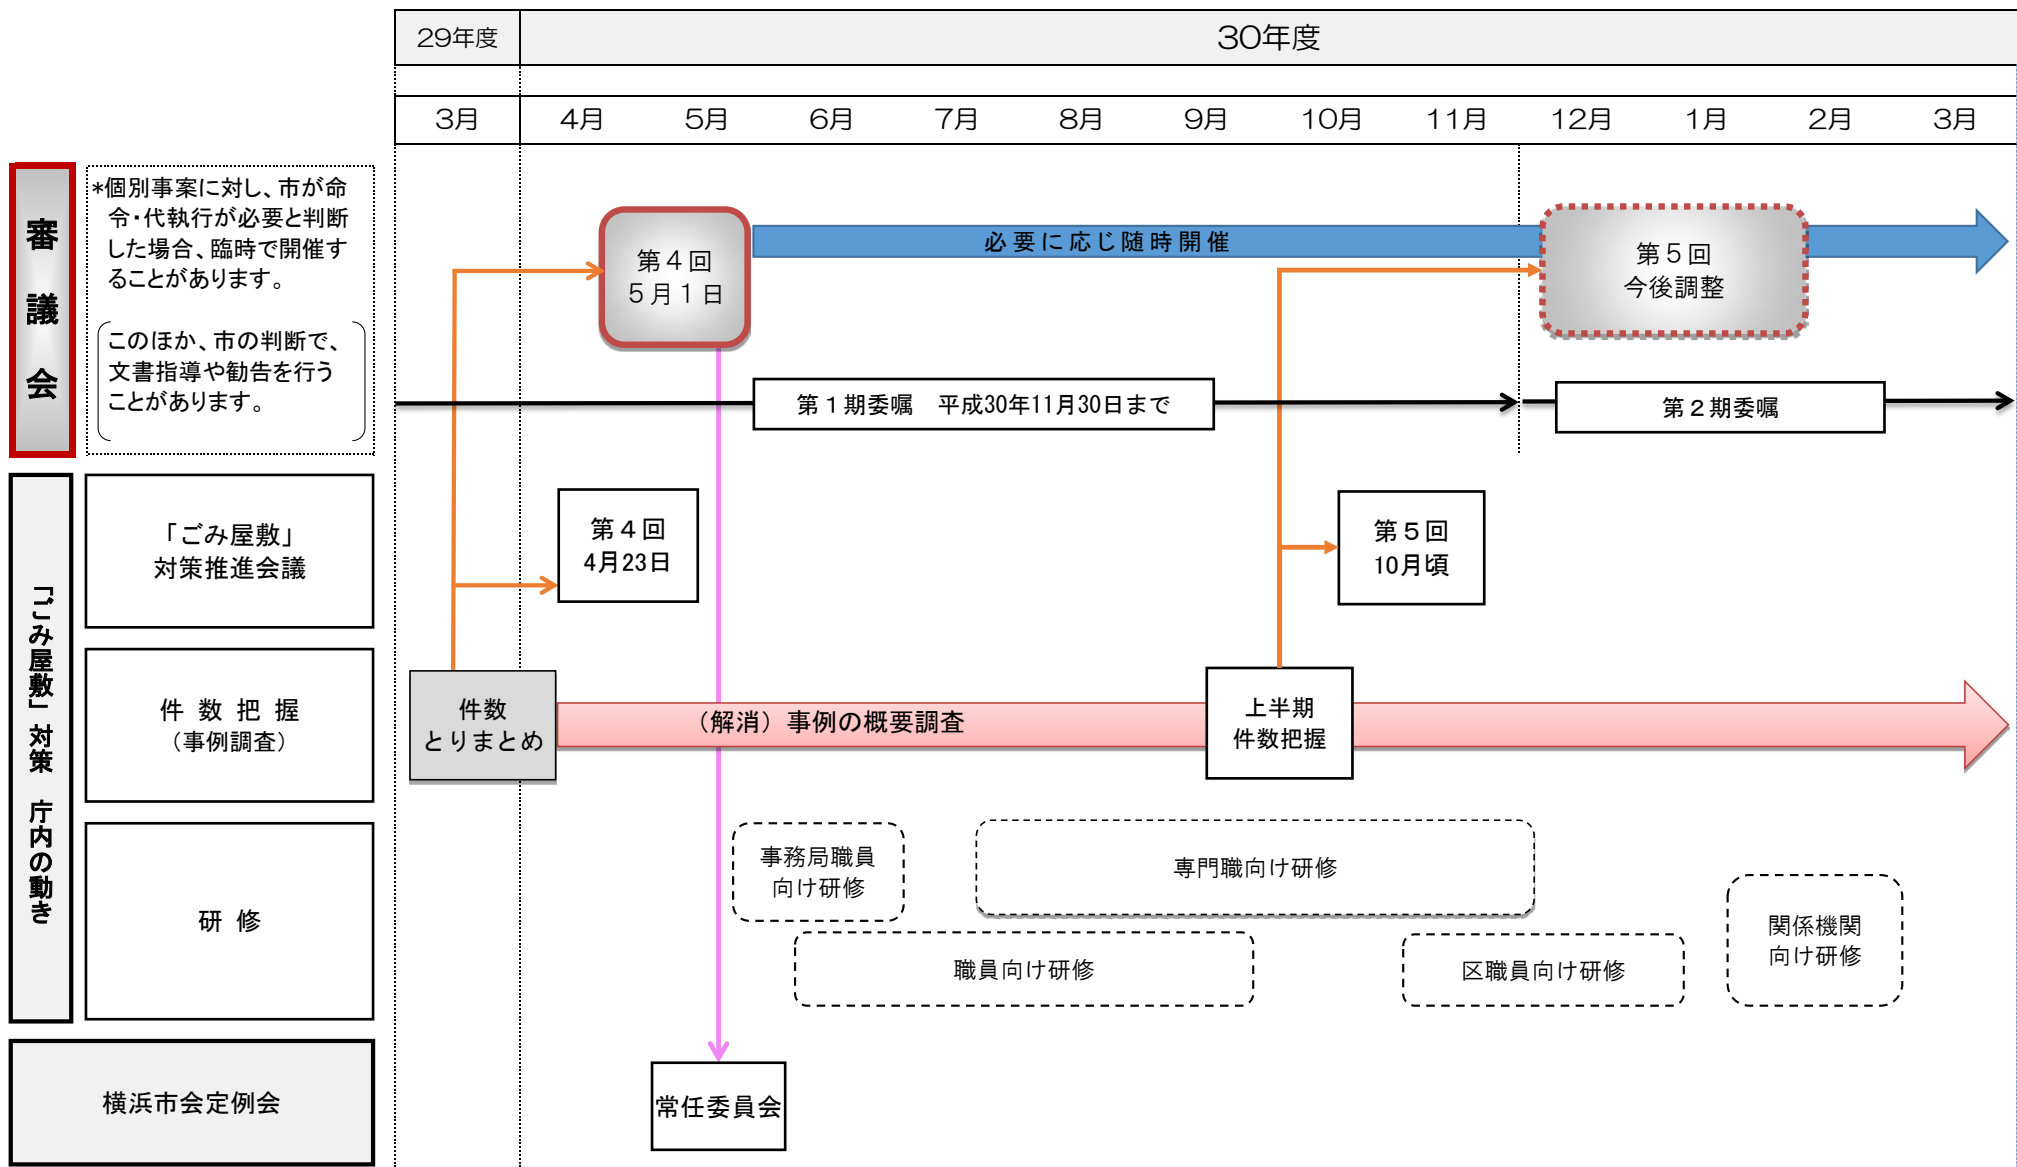 29年度
30年度
3月 4月 5月 6月 7月 8月 9月 10月 11月 12月 1月 2月 3月
審議会
*個別事案に対し、市が命
令・代執行が必要と判断
した場合、臨時で開催す
ることがあります。
このほか、市の判断で、
文書指導や勧告を行う
ことがあります。
第4回
5月1日
必要に応じ随時開催
第5回
今後調整
第1期委嘱 平成30年11月30日まで
第2期委嘱
「ごみ屋敷」対策 庁内の動き
「ごみ屋敷」
対策推進会議
第4回
4月23日
第5回
10月頃
件数把握
（事例調査）
件数
とりまとめ
（解消）事例の概要調査
上半期
件数把握
研修
事務局職員
向け研修
専門職向け研修
職員向け研修
区職員向け研修
関係機関
向け研修
横浜市会定例会
常任委員会